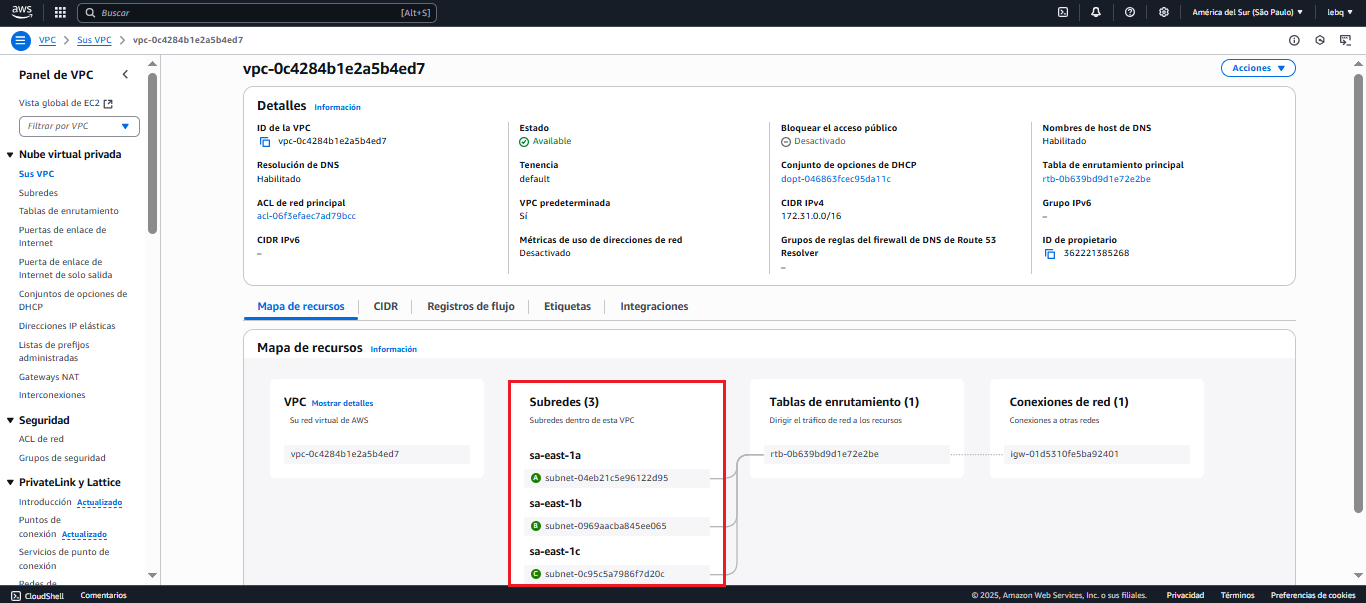 aws
Buscar
[Alt+S]
América del Sur (São Paulo)
lebq
VPC
Sus VPC
vpc-0c4284b1e2a5b4ed7
Panel de VPC
Vista global de EC2
Filtrar por VPC
Nube virtual privada
Sus VPC
Subredes
Tablas de enrutamiento
Puertas de enlace de
Internet
Puerta de enlace de
Internet de solo salida
Conjuntos de opciones de
DHCP
Direcciones IP elásticas
Listas de prefijos
administradas
Gateways NAT
Interconexiones
Seguridad
ACL de red
Grupos de seguridad
PrivateLink y Lattice
Introducción Actualizado
Puntos de
conexión Actualizado
Servicios de punto de
conexión
Redes de
vpc-0c4284b1e2a5b4ed7
Acciones
Detalles Información
ID de la VPC
vpc-0c4284b1e2a5b4ed7
Estado
Available
Bloquear el acceso público
Desactivado
Nombres de host de DNS
Habilitado
Resolución de DNS
Habilitado
Tenencia
default
Conjunto de opciones de DHCP
dopt-046863fcec95da11c
Tabla de enrutamiento principal
rtb-0b639bd9d1e72e2be
ACL de red principal
acl-06f3efaec7ad79bcc
VPC predeterminada
Sí
CIDR IPv4
172.31.0.0/16
Grupo IPv6
–
CIDR IPv6
–
Métricas de uso de direcciones de red
Desactivado
Grupos de reglas del firewall de DNS de Route 53
Resolver
–
ID de propietario
362221385268
Mapa de recursos
CIDR
Registros de flujo
Etiquetas
Integraciones
Mapa de recursos Información
VPC Mostrar detalles
Su red virtual de AWS
vpc-0c4284b1e2a5b4ed7
Subredes (3)
Subredes dentro de esta VPC
sa-east-1a
A subnet-04eb21c5e96122d95
sa-east-1b
B subnet-0969aacba845ee065
sa-east-1c
C subnet-0c95c5a7986f7d20c
Tablas de enrutamiento (1)
Dirigir el tráfico de red a los recursos
rtb-0b639bd9d1e72e2be
Conexiones de red (1)
Conexiones a otras redes
igw-01d5310fe5ba92401
CloudShell
Comentarios
© 2025, Amazon Web Services, Inc. o sus filiales.
Privacidad
Términos
Preferencias de cookies